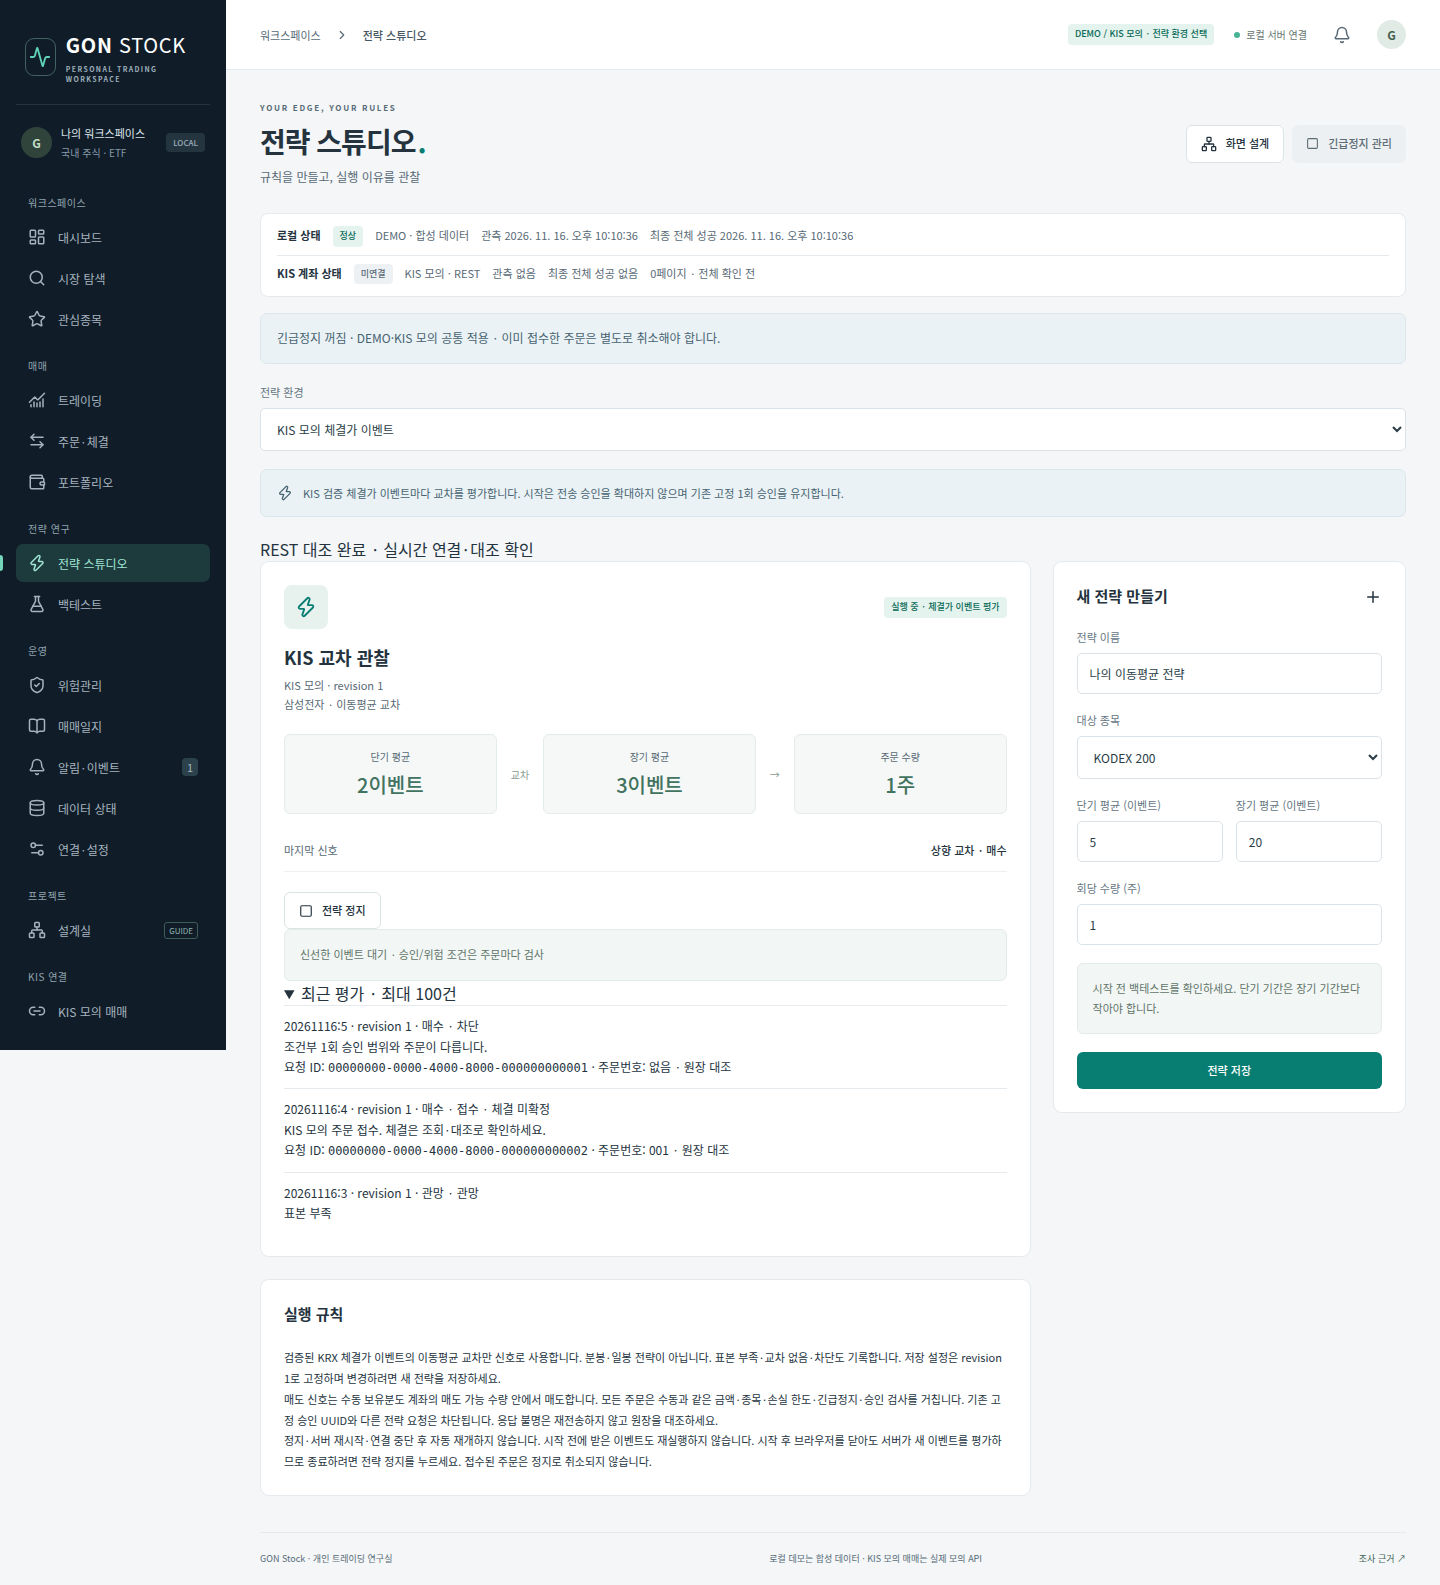 GON STOCK
PERSONAL TRADING
WORKSPACE
G
나의 워크스페이스
국내 주식 · ETF
LOCAL
워크스페이스
대시보드
시장 탐색
관심종목
매매
트레이딩
주문·체결
포트폴리오
전략 연구
전략 스튜디오
백테스트
운영
위험관리
매매일지
알림·이벤트
1
데이터 상태
연결·설정
프로젝트
설계실
GUIDE
KIS 연결
KIS 모의 매매
워크스페이스 > 전략 스튜디오
DEMO / KIS 모의 · 전략 환경 선택
로컬 서버 연결
G
YOUR EDGE, YOUR RULES
전략 스튜디오.
규칙을 만들고, 실행 이유를 관찰
화면 설계
긴급정지 관리
로컬 상태 정상 DEMO · 합성 데이터 관측 2026. 11. 16. 오후 10:10:36 최종 전체 성공 2026. 11. 16. 오후 10:10:36
KIS 계좌 상태 미연결 KIS 모의 · REST 관측 없음 최종 전체 성공 없음 0페이지 · 전체 확인 전
긴급정지 꺼짐 · DEMO·KIS 모의 공통 적용 · 이미 접수한 주문은 별도로 취소해야 합니다.
전략 환경
KIS 모의 체결가 이벤트
KIS 검증 체결가 이벤트마다 교차를 평가합니다. 시작은 전송 승인을 확대하지 않으며 기존 고정 1회 승인을 유지합니다.
REST 대조 완료 · 실시간 연결·대조 확인
실행 중 · 체결가 이벤트 평가
KIS 교차 관찰
KIS 모의 · revision 1
삼성전자 · 이동평균 교차
단기 평균
2이벤트
교차
장기 평균
3이벤트
→
주문 수량
1주
마지막 신호
상향 교차 · 매수
전략 정지
신선한 이벤트 대기 · 승인/위험 조건은 주문마다 검사
▼ 최근 평가 · 최대 100건
20261116:5 · revision 1 · 매수 · 차단
조건부 1회 승인 범위와 주문이 다릅니다.
요청 ID: 00000000-0000-4000-8000-000000000001 · 주문번호: 없음 · 원장 대조
20261116:4 · revision 1 · 매수 · 접수 · 체결 미확정
KIS 모의 주문 접수. 체결은 조회·대조로 확인하세요.
요청 ID: 00000000-0000-4000-8000-000000000002 · 주문번호: 001 · 원장 대조
20261116:3 · revision 1 · 관망 · 관망
표본 부족
새 전략 만들기
전략 이름
나의 이동평균 전략
대상 종목
KODEX 200
단기 평균 (이벤트)
장기 평균 (이벤트)
5
20
회당 수량 (주)
1
시작 전 백테스트를 확인하세요. 단기 기간은 장기 기간보다
작아야 합니다.
전략 저장
실행 규칙
검증된 KRX 체결가 이벤트의 이동평균 교차만 신호로 사용합니다. 분봉·일봉 전략이 아닙니다. 표본 부족·교차 없음·차단도 기록합니다. 저장 설정은 revision
1로 고정하며 변경하려면 새 전략을 저장하세요.
매도 신호는 수동 보유분도 계좌의 매도 가능 수량 안에서 매도합니다. 모든 주문은 수동과 같은 금액·종목·손실 한도·긴급정지·승인 검사를 거칩니다. 기존 고
정 승인 UUID와 다른 전략 요청은 차단됩니다. 응답 불명은 재전송하지 않고 원장을 대조하세요.
정지·서버 재시작·연결 중단 후 자동 재개하지 않습니다. 시작 전에 받은 이벤트도 재실행하지 않습니다. 시작 후 브라우저를 닫아도 서버가 새 이벤트를 평가하
므로 종료하려면 전략 정지를 누르세요. 접수된 주문은 정지로 취소되지 않습니다.
GON Stock · 개인 트레이딩 연구실
로컬 데모는 합성 데이터 · KIS 모의 매매는 실제 모의 API
조사 근거 ↗